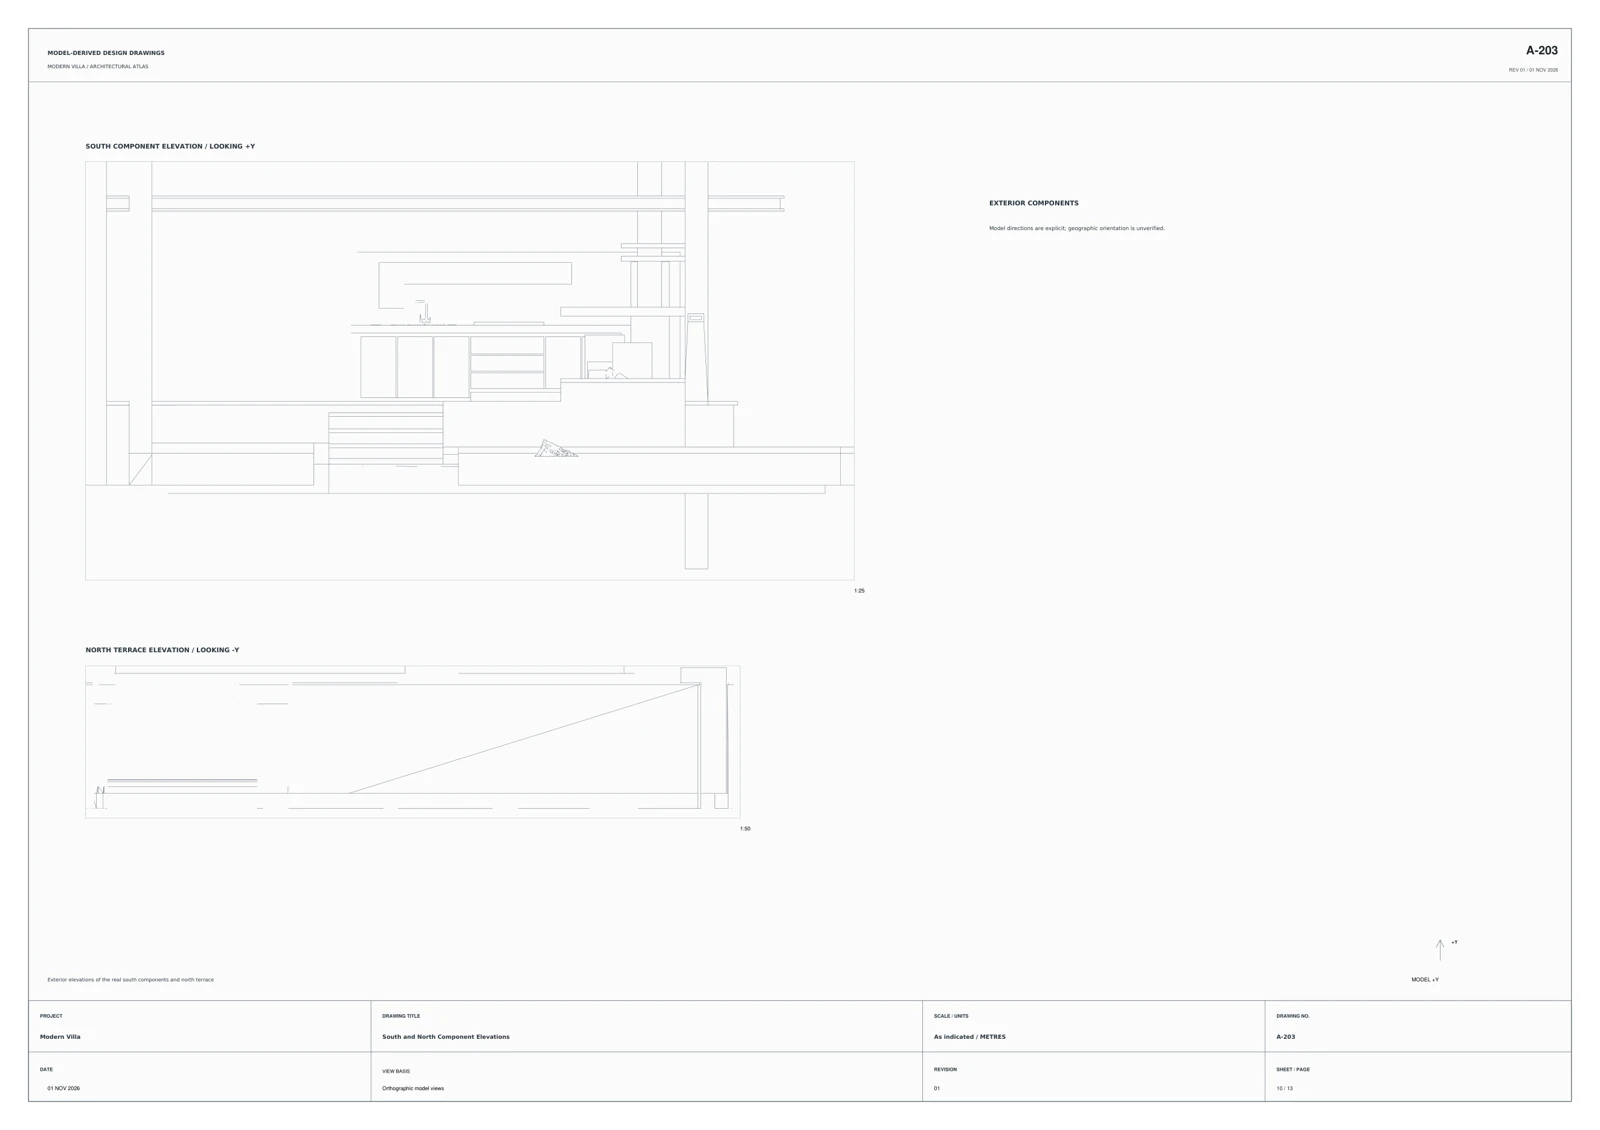 MODEL-DERIVED DESIGN DRAWINGS
MODERN VILLA / ARCHITECTURAL ATLAS
A-203
REV 01 / 01 NOV 2026
SOUTH COMPONENT ELEVATION / LOOKING +Y
EXTERIOR COMPONENTS
Model directions are explicit; geographic orientation is unverified.
1:25
NORTH TERRACE ELEVATION / LOOKING -Y
1:50
+Y
MODEL +Y
Exterior elevations of the real south components and north terrace
PROJECT
Modern Villa
DRAWING TITLE
South and North Component Elevations
SCALE / UNITS
As indicated / METRES
DRAWING NO.
A-203
DATE
01 NOV 2026
VIEW BASIS
Orthographic model views
REVISION
01
SHEET / PAGE
10 / 13